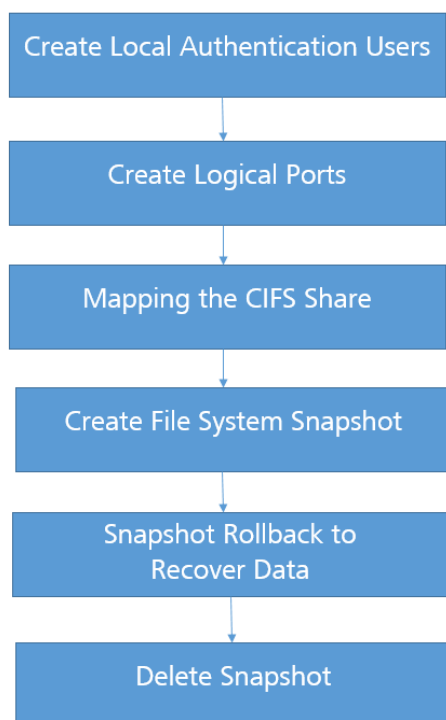 Create Local Authentication Users
Create Logical Ports
Mapping the CIFS Share
Create File System Snapshot
Snapshot Rollback to
Recover Data
Delete Snapshot